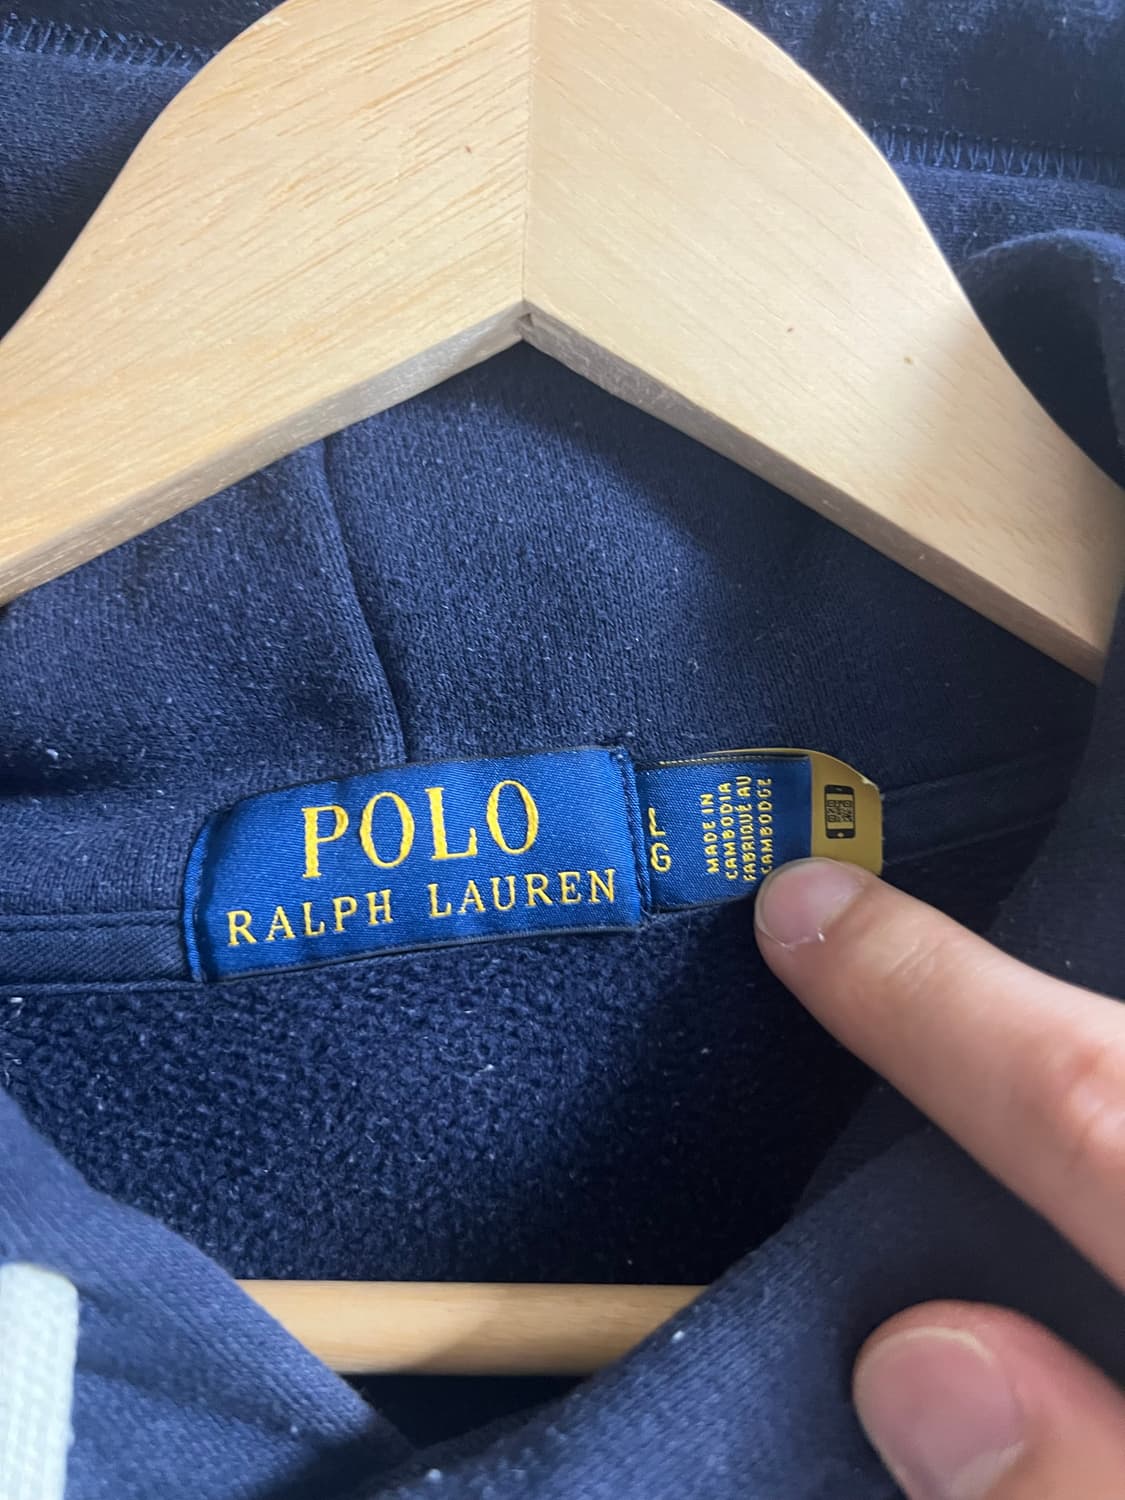 POLO
RALPH LAUREN
L
G
MADE IN
CAMBODIA
FABRIQUÉ AU
CAMBODGE